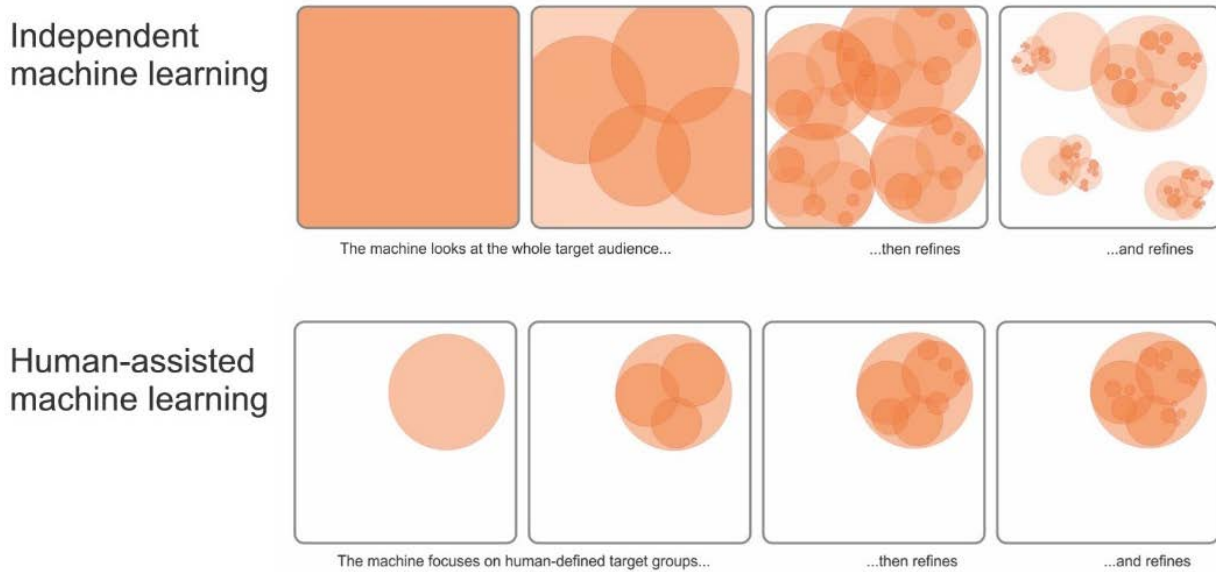 Independent
machine learning
The machine looks at the whole target audience...
...then refines
...and refines
Human-assisted
machine learning
The machine focuses on human-defined target groups...
...then refines
...and refines